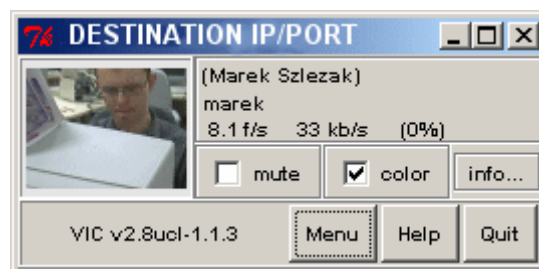 7k DESTINATION IP/PORT
(Marek Szlezak)
marek
8.1 f/s 33 kb/s (0%)
mute color info...
VIC v2.8ucl-1.1.3 Menu Help Quit